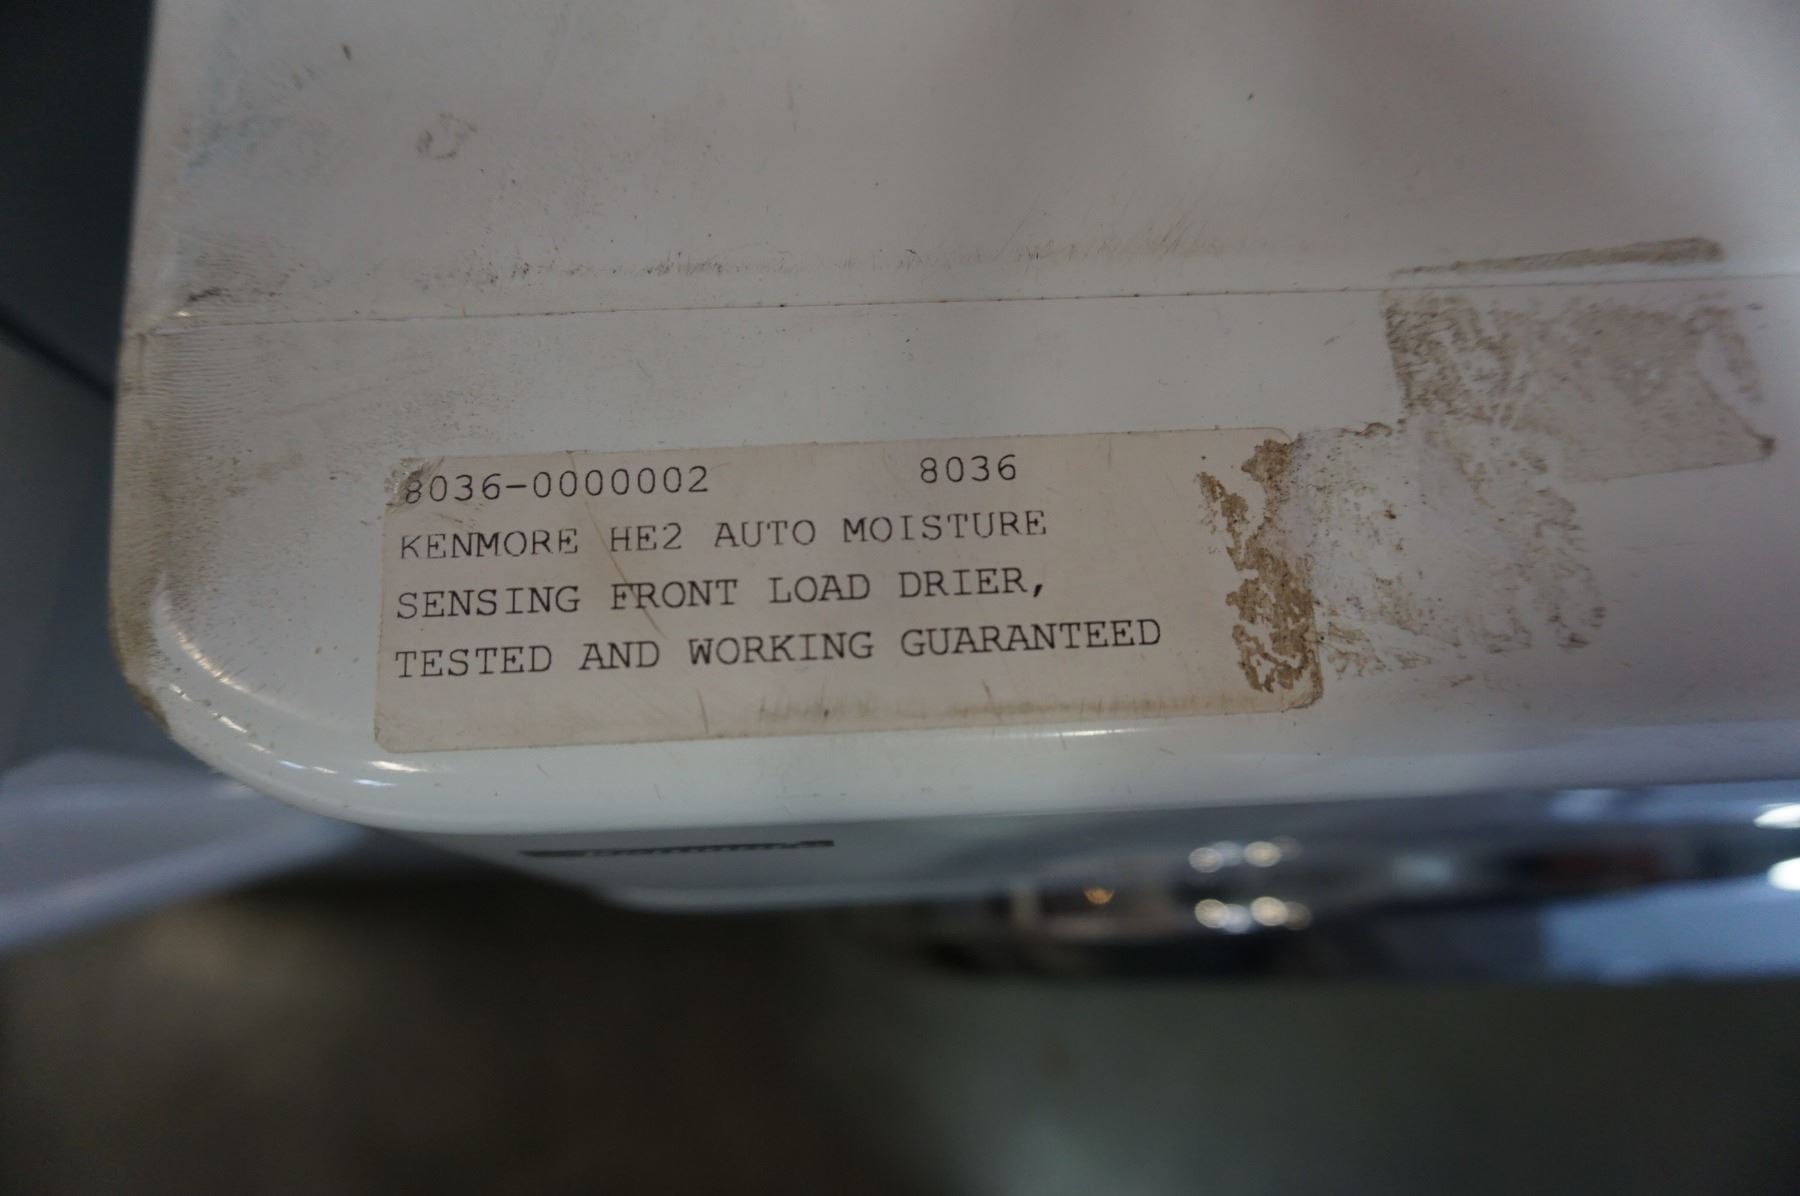 8036-0000002 8036
KENMORE HE2 AUTO MOISTURE
SENSING FRONT LOAD DRIER,
TESTED AND WORKING GUARANTEED